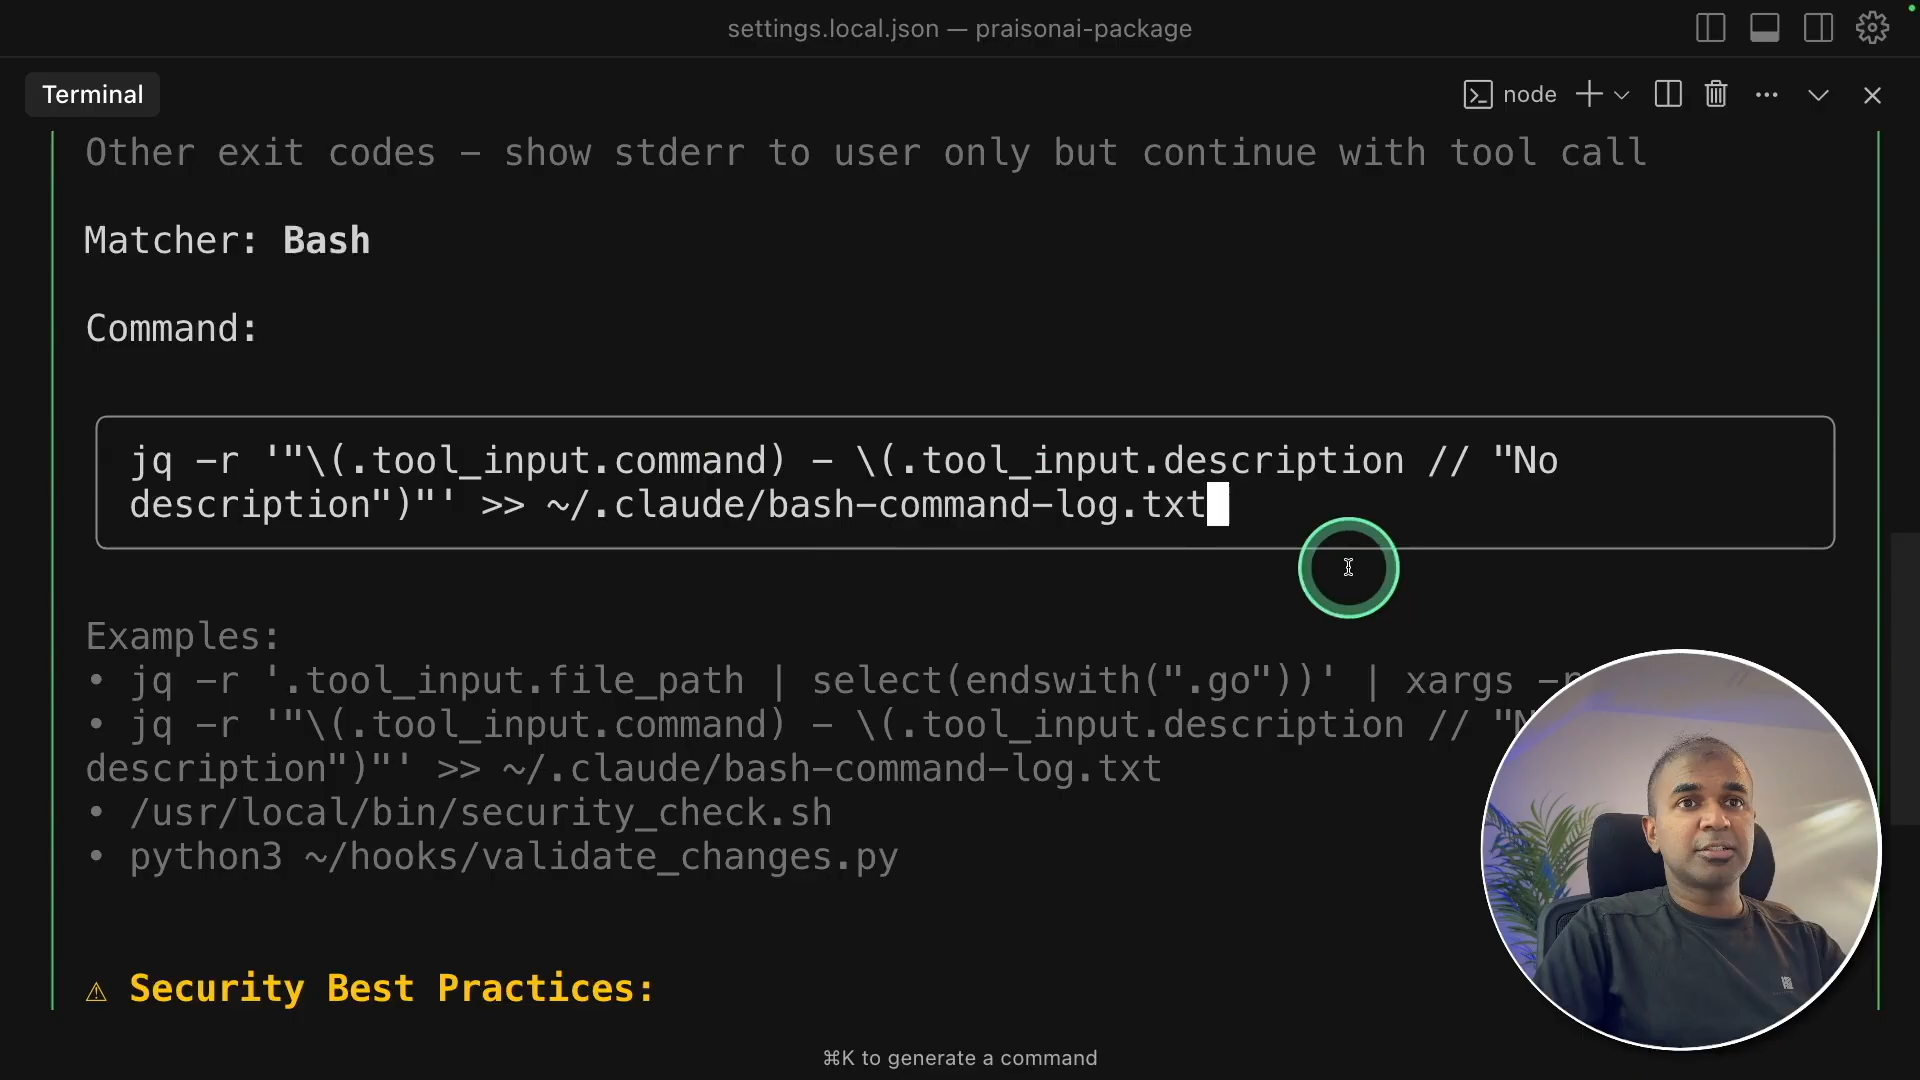 settings.local.json — praisonai-package
Terminal
node
Other exit codes - show stderr to user only but continue with tool call
Matcher: Bash
Command:
jq -r '"\(.tool_input.command) - \(.tool_input.description // "No
description")"' >> ~/.claude/bash-command-log.txt
Examples:
• jq -r '.tool_input.file_path | select(endswith(".go"))' | xargs
• jq -r '"\(.tool_input.command) - \(.tool_input.description //
description")"' >> ~/.claude/bash-command-log.txt
• /usr/local/bin/security_check.sh
• python3 ~/hooks/validate_changes.py
⚠ Security Best Practices:
⌘K to generate a command